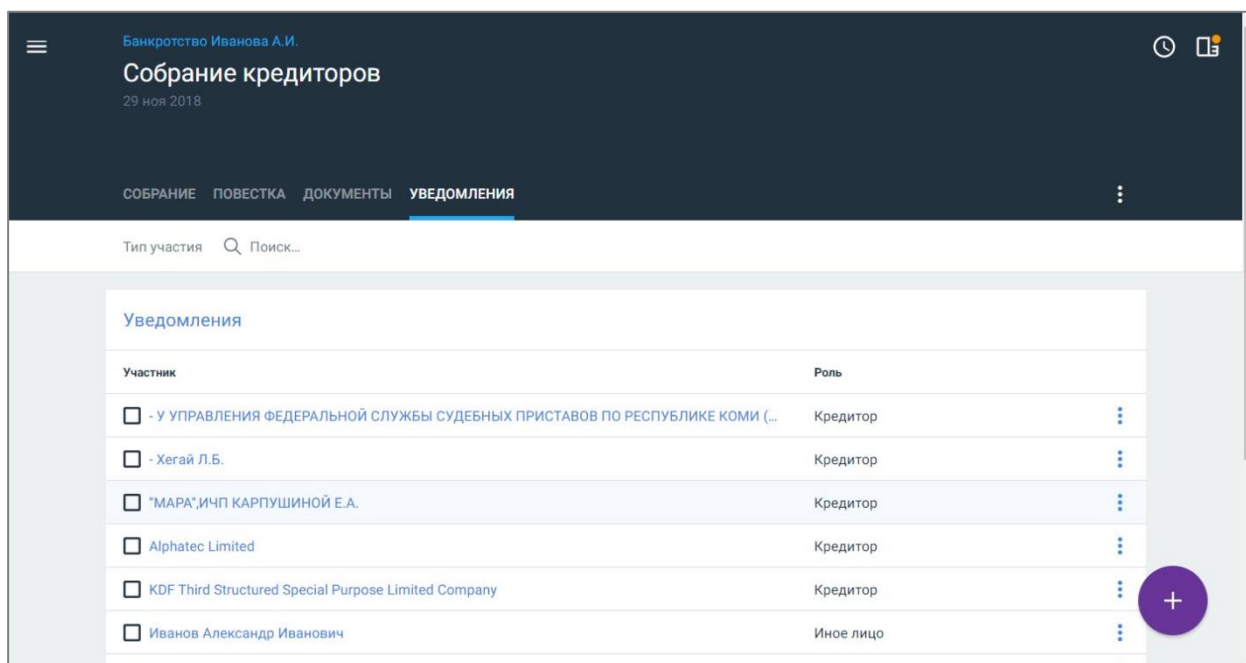 Банкротство Иванова А.И.
Собрание кредиторов
29 ноя 2018
СОБРАНИЕ ПОВЕСТКА ДОКУМЕНТЫ УВЕДОМЛЕНИЯ
Тип участия Поиск...
Уведомления
Участник Роль
- У УПРАВЛЕНИЯ ФЕДЕРАЛЬНОЙ СЛУЖБЫ СУДЕБНЫХ ПРИСТАВОВ ПО РЕСПУБЛИКЕ КОМИ (... Кредитор
- Хегай Л.Б. Кредитор
"МАРА",ИЧП КАРПУШИНОЙ Е.А. Кредитор
Alphatec Limited Кредитор
KDF Third Structured Special Purpose Limited Company Кредитор
Иванов Александр Иванович Иное лицо